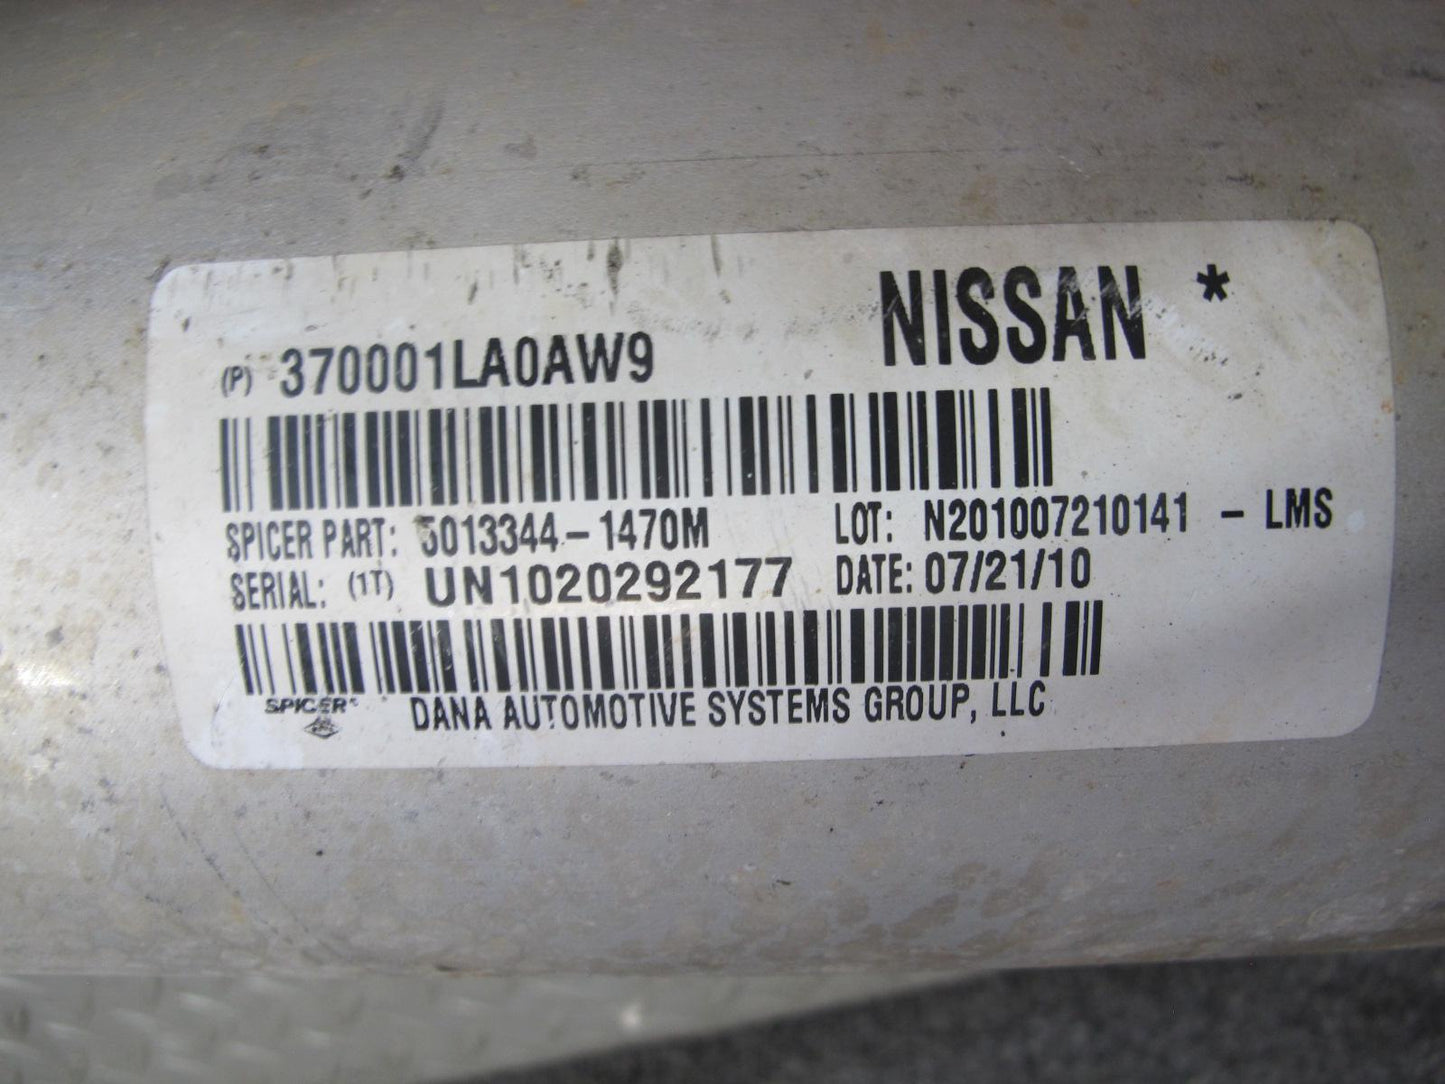 NISSAN *
(P) 370001LA0AW9
SPICER PART: 5013344-1470M LOT: N201007210141 - LMS
SERIAL: (1T) UN1020292177 DATE: 07/21/10
SPICER® DANA AUTOMOTIVE SYSTEMS GROUP, LLC